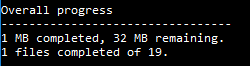 Overall progress
---------------------------------
1 MB completed, 32 MB remaining.
1 files completed of 19.